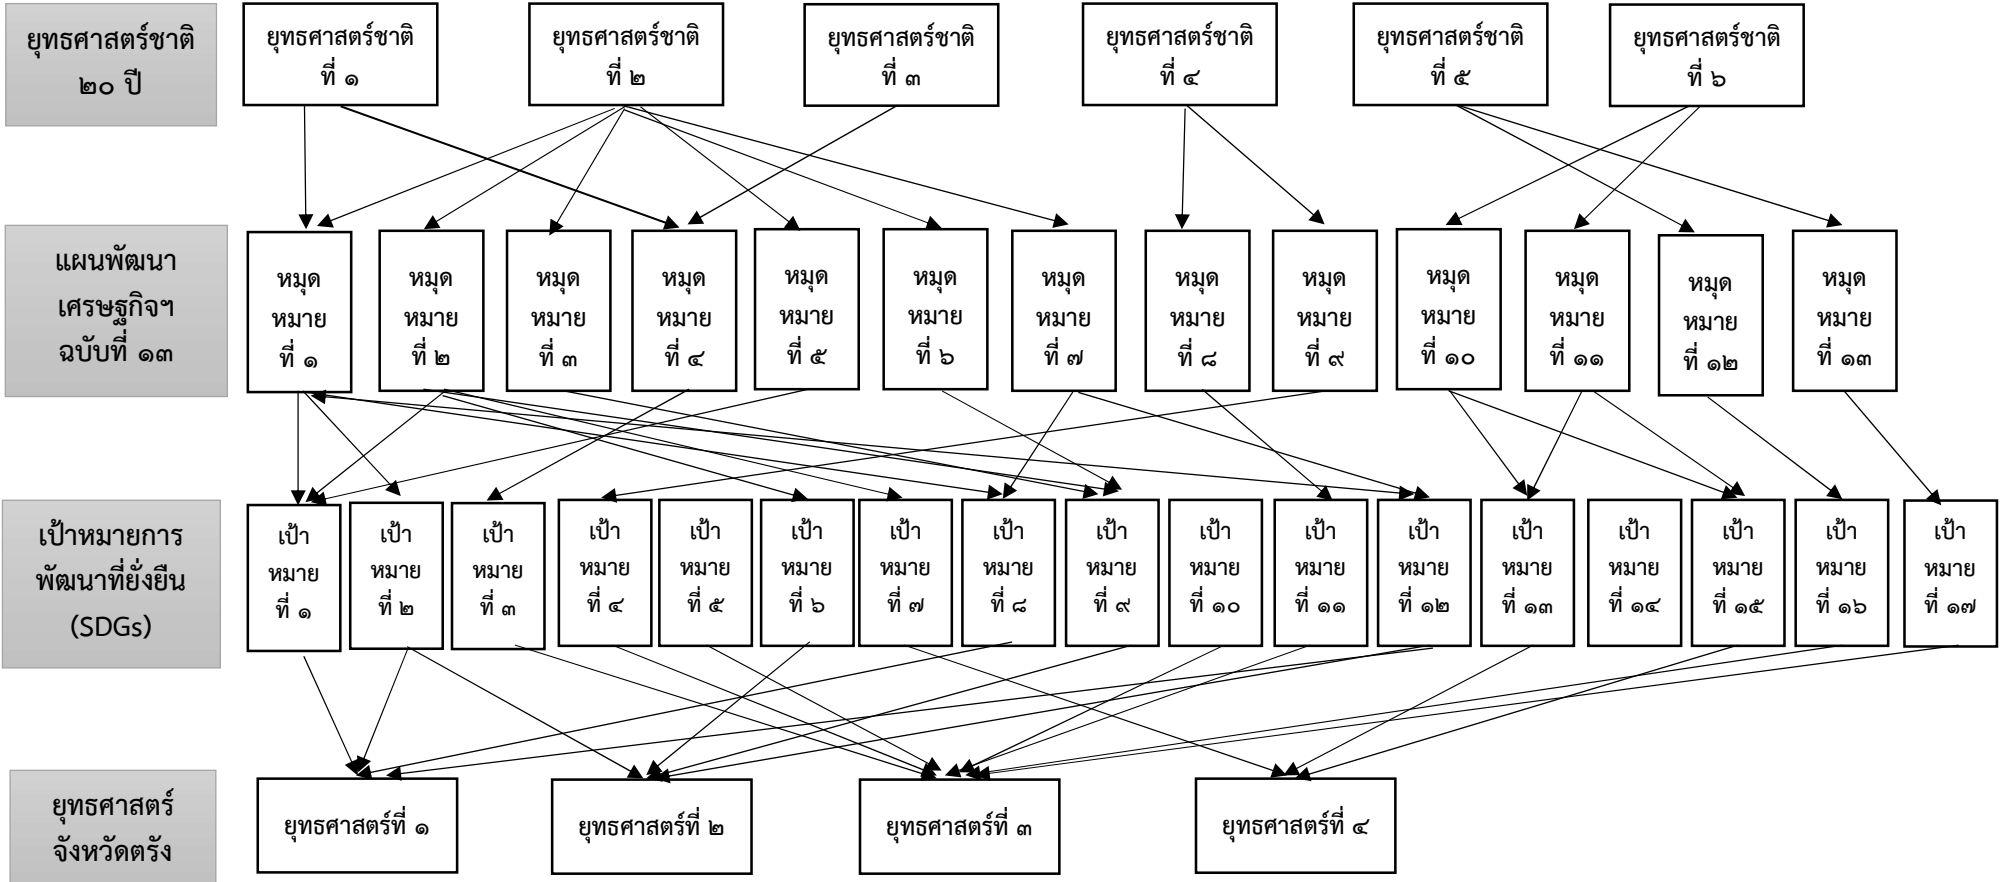 ยุทธศาสตร์ชาติ
๒๐ ปี
ยุทธศาสตร์ชาติ
ที่ ๑
ยุทธศาสตร์ชาติ
ที่ ๒
ยุทธศาสตร์ชาติ
ที่ ๓
ยุทธศาสตร์ชาติ
ที่ ๔
ยุทธศาสตร์ชาติ
ที่ ๕
ยุทธศาสตร์ชาติ
ที่ ๖
แผนพัฒนา
เศรษฐกิจฯ
ฉบับที่ ๑๓
หมุด
หมาย
ที่ ๑
หมุด
หมาย
ที่ ๒
หมุด
หมาย
ที่ ๓
หมุด
หมาย
ที่ ๔
หมุด
หมาย
ที่ ๕
หมุด
หมาย
ที่ ๖
หมุด
หมาย
ที่ ๗
หมุด
หมาย
ที่ ๘
หมุด
หมาย
ที่ ๙
หมุด
หมาย
ที่ ๑๐
หมุด
หมาย
ที่ ๑๑
หมุด
หมาย
ที่ ๑๒
หมุด
หมาย
ที่ ๑๓
เป้าหมายการ
พัฒนาที่ยั่งยืน
(SDGs)
เป้า
หมาย
ที่ ๑
เป้า
หมาย
ที่ ๒
เป้า
หมาย
ที่ ๓
เป้า
หมาย
ที่ ๔
เป้า
หมาย
ที่ ๕
เป้า
หมาย
ที่ ๖
เป้า
หมาย
ที่ ๗
เป้า
หมาย
ที่ ๘
เป้า
หมาย
ที่ ๙
เป้า
หมาย
ที่ ๑๐
เป้า
หมาย
ที่ ๑๑
เป้า
หมาย
ที่ ๑๒
เป้า
หมาย
ที่ ๑๓
เป้า
หมาย
ที่ ๑๔
เป้า
หมาย
ที่ ๑๕
เป้า
หมาย
ที่ ๑๖
เป้า
หมาย
ที่ ๑๗
ยุทธศาสตร์
จังหวัดตรัง
ยุทธศาสตร์ที่ ๑
ยุทธศาสตร์ที่ ๒
ยุทธศาสตร์ที่ ๓
ยุทธศาสตร์ที่ ๔